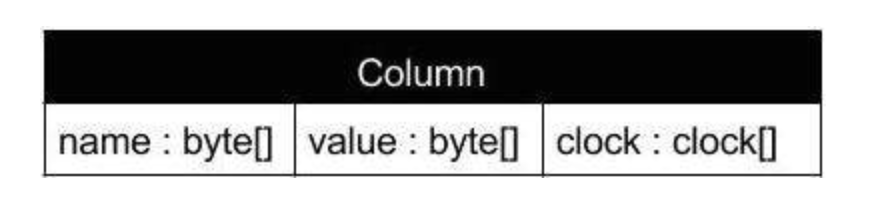 Column
name : byte[] value : byte[] clock : clock[]